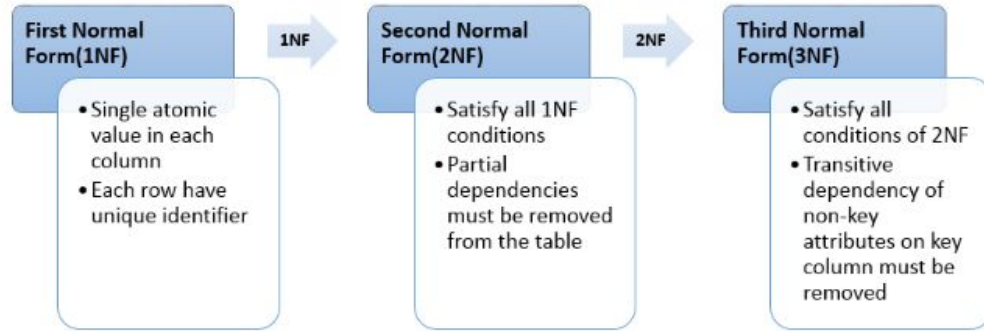 First Normal
Form(1NF)
• Single atomic
value in each
column
• Each row have
unique identifier
1NF
Second Normal
Form(2NF)
• Satisfy all 1NF
conditions
• Partial
dependencies
must be removed
from the table
2NF
Third Normal
Form(3NF)
• Satisfy all
conditions of 2NF
• Transitive
dependency of
non-key
attributes on key
column must be
removed